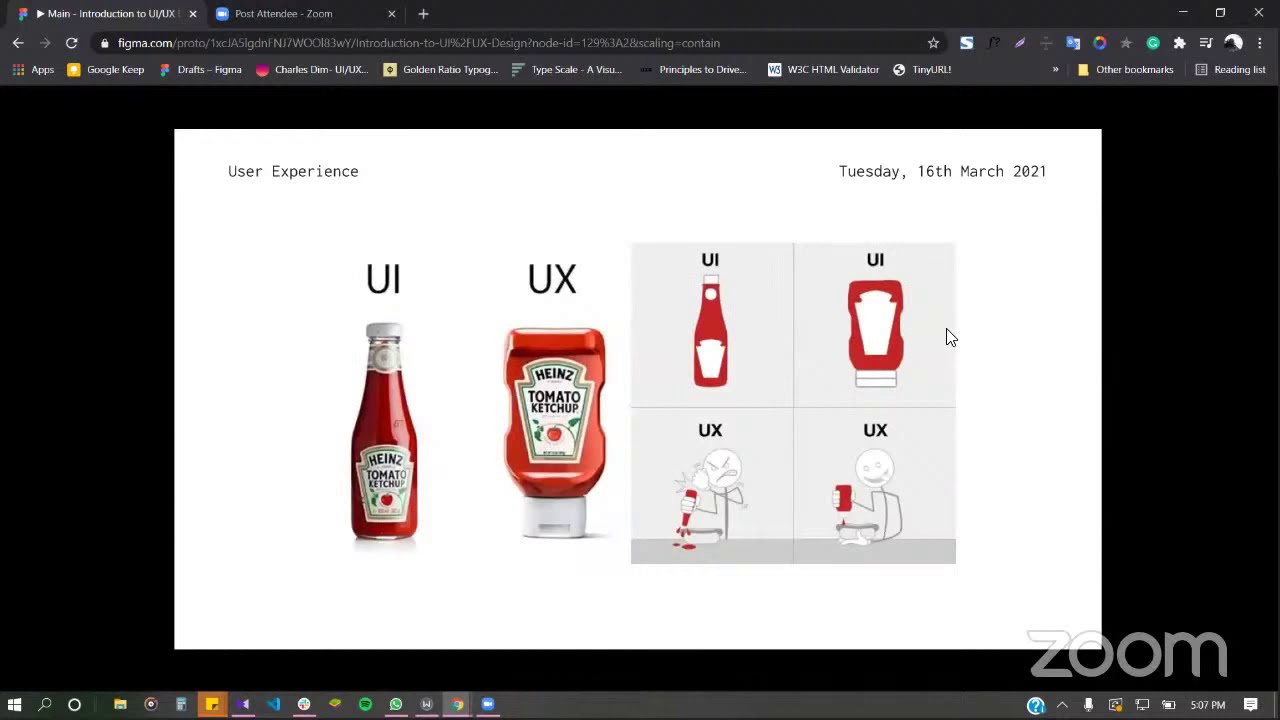 Main - Introduction to UI/UX
Post Attendee - Zoom
figma.com/proto/1xcJA5lgdnENJ7WOOl83wY/Introduction-to-UI%2FUX-Design?node-id=129%3A2&scaling=contain
Apps
Google Keep
Drafts – Figma
Charles Dim- UI/UX...
Golden Ratio Typog...
Type Scale - A Visu...
Principles to Drive...
W3C HTML Validator
TinyURL!
Other bookmarks
Reading list
User Experience
Tuesday, 16th March 2021
UI
UX
UI
UI
HEINZ
TOMATO
KETCHUP
HEINZ
TOMATO
KETCHUP
UX
UX
zoom
5:07 PM